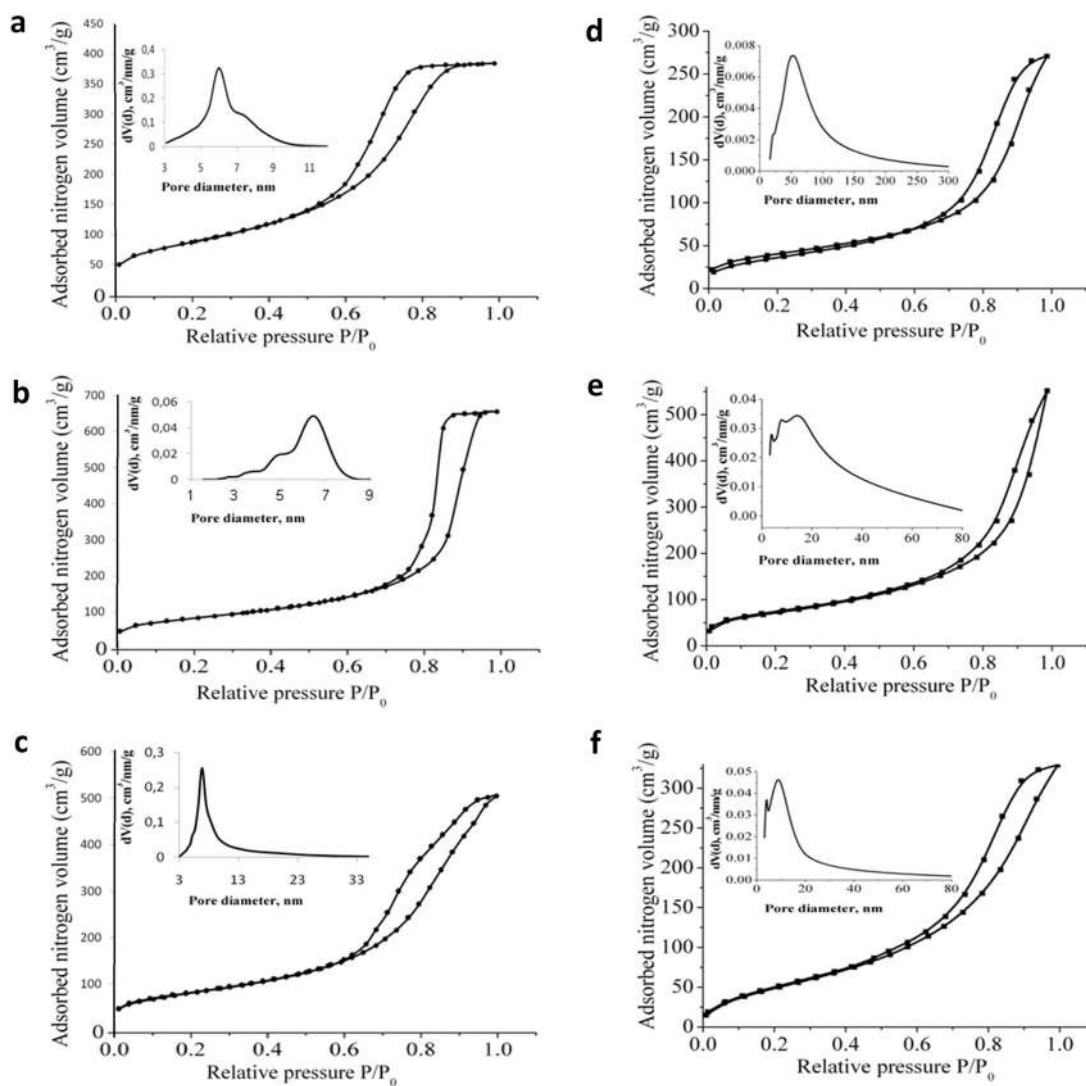 a
Adsorbed nitrogen volume (cm³/g)
450
400
350
300
250
200
150
100
50
0
0.0 0.2 0.4 0.6 0.8 1.0
Relative pressure P/P₀
dV(d), cm³/nm/g
0,4
0,3
0,2
0,1
0
3 5 7 9 11
Pore diameter, nm
b
Adsorbed nitrogen volume (cm³/g)
700
600
500
400
300
200
100
0
0.0 0.2 0.4 0.6 0.8 1.0
Relative pressure P/P₀
dV(d), cm³/nm/g
0,06
0,04
0,02
0
1 3 5 7 9
Pore diameter, nm
c
Adsorbed nitrogen volume (cm³/g)
600
500
400
300
200
100
0
0.0 0.2 0.4 0.6 0.8 1.0
Relative pressure P/P₀
dV(d), cm³/nm/g
0,3
0,2
0,1
0
3 13 23 33
Pore diameter, nm
d
Adsorbed nitrogen volume (cm³/g)
300
250
200
150
100
50
0
0.0 0.2 0.4 0.6 0.8 1.0
Relative pressure P/P₀
dV(d), cm³/nm/g
0.008
0.006
0.004
0.002
0.000
0 50 100 150 200 250 300
Pore diameter, nm
e
Adsorbed nitrogen volume (cm³/g)
500
400
300
200
100
0
0.0 0.2 0.4 0.6 0.8 1.0
Relative pressure P/P₀
dV(d), cm³/nm/g
0.04
0.03
0.02
0.01
0.00
0 20 40 60 80
Pore diameter, nm
f
Adsorbed nitrogen volume (cm³/g)
300
250
200
150
100
50
0
0.0 0.2 0.4 0.6 0.8 1.0
Relative pressure P/P₀
dV(d), cm³/nm/g
0.05
0.04
0.03
0.02
0.01
0.00
0 20 40 60 80
Pore diameter, nm